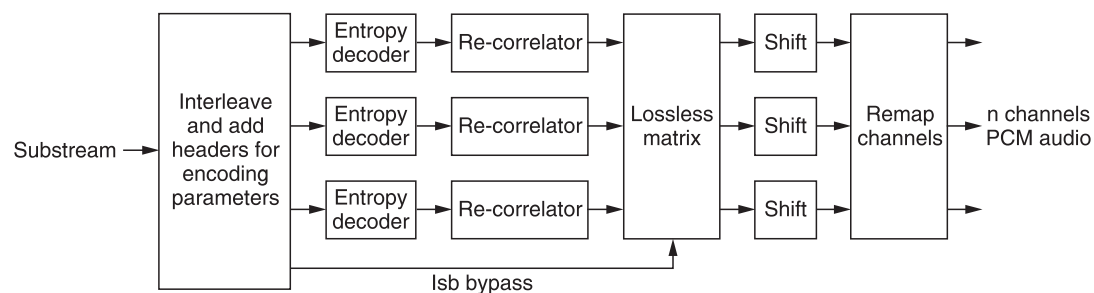 Substream
Interleave
and add
headers for
encoding
parameters
Entropy
decoder
Re-correlator
Entropy
decoder
Re-correlator
Entropy
decoder
Re-correlator
lsb bypass
Lossless
matrix
Shift
Shift
Shift
Remap
channels
n channels
PCM audio